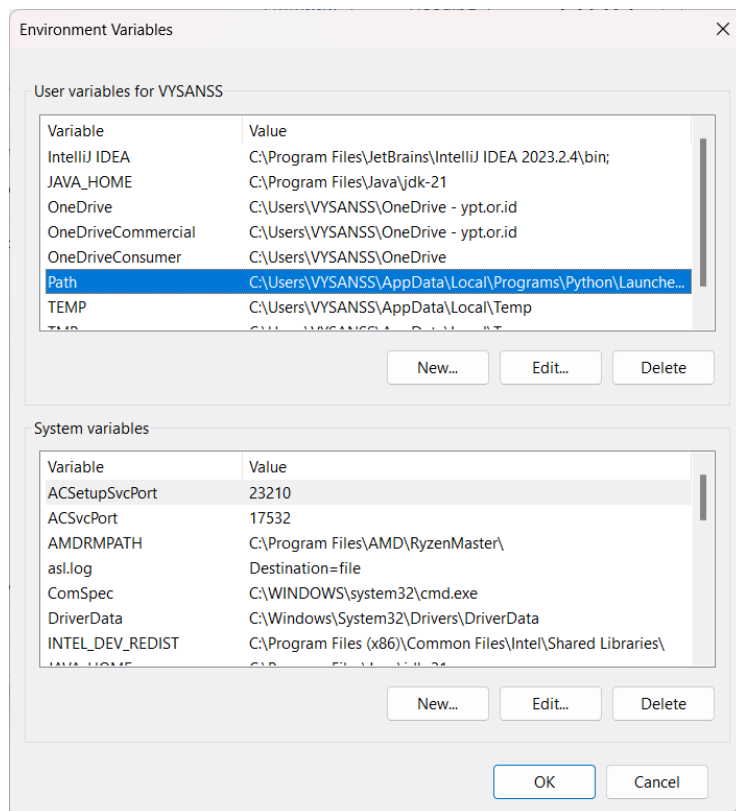 Environment Variables
User variables for VYSANSS
Variable Value
IntelliJ IDEA C:\Program Files\JetBrains\IntelliJ IDEA 2023.2.4\bin;
JAVA_HOME C:\Program Files\Java\jdk-21
OneDrive C:\Users\VYSANSS\OneDrive - ypt.or.id
OneDriveCommercial C:\Users\VYSANSS\OneDrive - ypt.or.id
OneDriveConsumer C:\Users\VYSANSS\OneDrive
Path C:\Users\VYSANSS\AppData\Local\Programs\Python\Launche...
TEMP C:\Users\VYSANSS\AppData\Local\Temp
New... Edit... Delete
System variables
Variable Value
ACSetupSvcPort 23210
ACSvcPort 17532
AMDRMPATH C:\Program Files\AMD\RyzenMaster\
asl.log Destination=file
ComSpec C:\WINDOWS\system32\cmd.exe
DriverData C:\Windows\System32\Drivers\DriverData
INTEL_DEV_REDIST C:\Program Files (x86)\Common Files\Intel\Shared Libraries\
New... Edit... Delete
OK Cancel